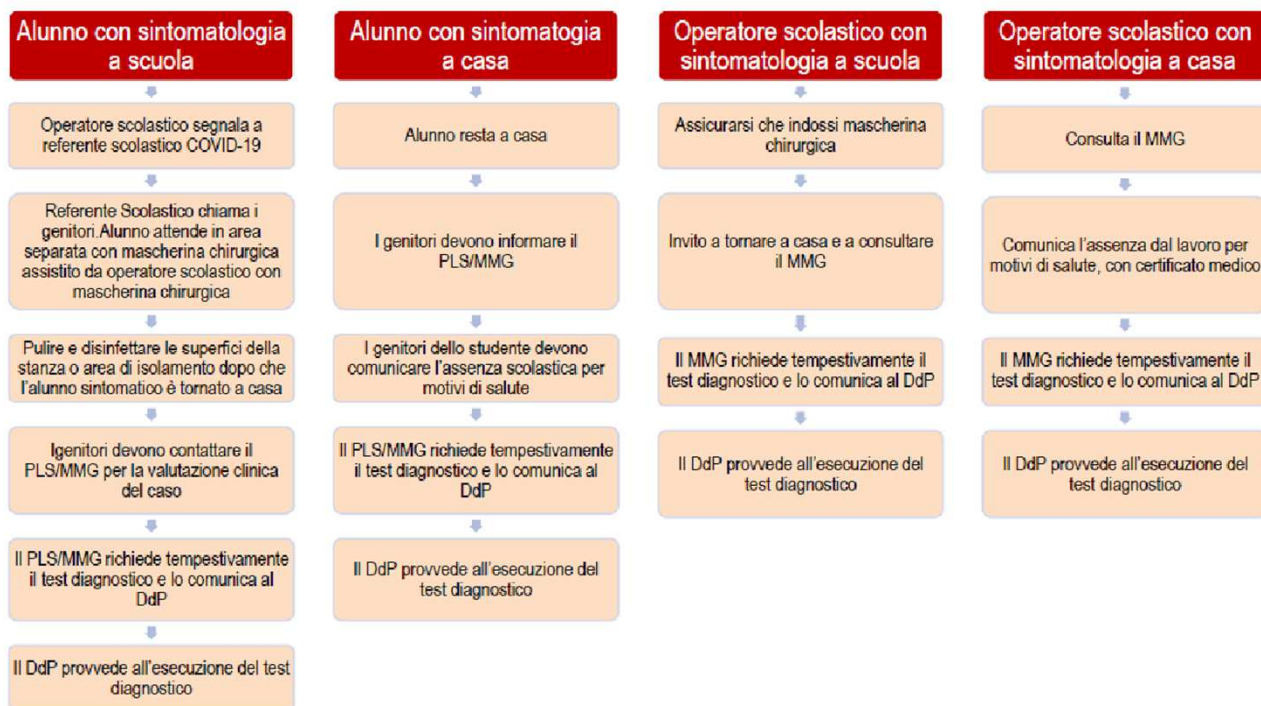 Alunno con sintomatologia
a scuola
Operatore scolastico segnala a
referente scolastico COVID-19
Referente Scolastico chiama i
genitori.Alunno attende in area
separata con mascherina chirurgica
assistito da operatore scolastico con
mascherina chirurgica
Pulire e disinfettare le superfici della
stanza o area di isolamento dopo che
l'alunno sintomatico è tornato a casa
Igenitori devono contattare il
PLS/MMG per la valutazione clinica
del caso
Il PLS/MMG richiede tempestivamente
il test diagnostico e lo comunica al
DdP
Il DdP provvede all'esecuzione del test
diagnostico
Alunno con sintomatogia
a casa
Alunno resta a casa
I genitori devono informare il
PLS/MMG
I genitori dello studente devono
comunicare l'assenza scolastica per
motivi di salute
Il PLS/MMG richiede tempestivamente
il test diagnostico e lo comunica al
DdP
Il DdP provvede all'esecuzione del
test diagnostico
Operatore scolastico con
sintomatologia a scuola
Assicurarsi che indossi mascherina
chirurgica
Invito a tornare a casa e a consultare
il MMG
Il MMG richiede tempestivamente il
test diagnostico e lo comunica al DdP
Il DdP provvede all'esecuzione del
test diagnostico
Operatore scolastico con
sintomatologia a casa
Consulta il MMG
Comunica l'assenza dal lavoro per
motivi di salute, con certificato medico
Il MMG richiede tempestivamente il
test diagnostico e lo comunica al DdP
Il DdP provvede all'esecuzione del
test diagnostico